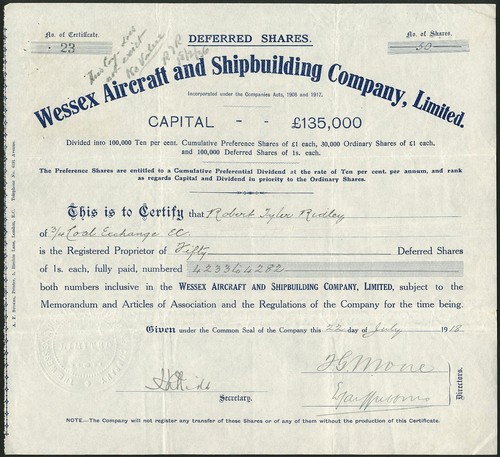 No. of Certificate.
23
DEFERRED SHARES.
No. of Shares.
50
This Coy. does
not exist
No Value
Wessex Aircraft and Shipbuilding Company, Limited.
Incorporated under the Companies Acts, 1908 and 1917.
CAPITAL - - £135,000
Divided into 100,000 Ten per cent. Cumulative Preference Shares of £1 each, 30,000 Ordinary Shares of £1 each,
and 100,000 Deferred Shares of 1s. each.
The Preference Shares are entitled to a Cumulative Preferential Dividend at the rate of Ten per cent. per annum, and rank
as regards Capital and Dividend in priority to the Ordinary Shares.
This is to Certify that Robert Tyler Ridley
of 3/4 Coal Exchange EC.
is the Registered Proprietor of Fifty Deferred Shares
of 1s. each, fully paid, numbered 4233 to 4282
both numbers inclusive in the WESSEX AIRCRAFT AND SHIPBUILDING COMPANY, LIMITED, subject to the
Memorandum and Articles of Association and the Regulations of the Company for the time being.
Given under the Common Seal of the Company this 22 day of July 1918
Secretary.
Directors.
NOTE.—The Company will not register any transfer of these Shares or of any of them without the production of this Certificate.